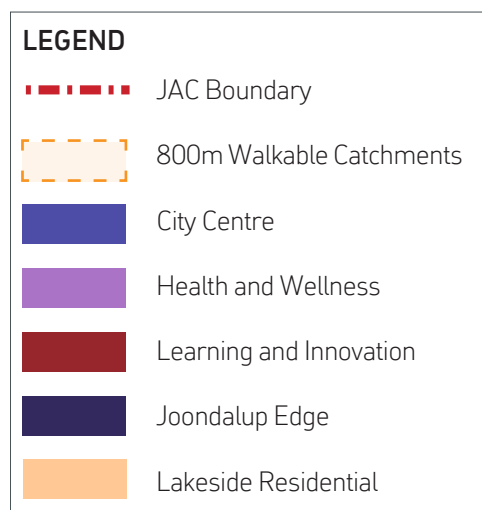 LEGEND
JAC Boundary
800m Walkable Catchments
City Centre
Health and Wellness
Learning and Innovation
Joondalup Edge
Lakeside Residential